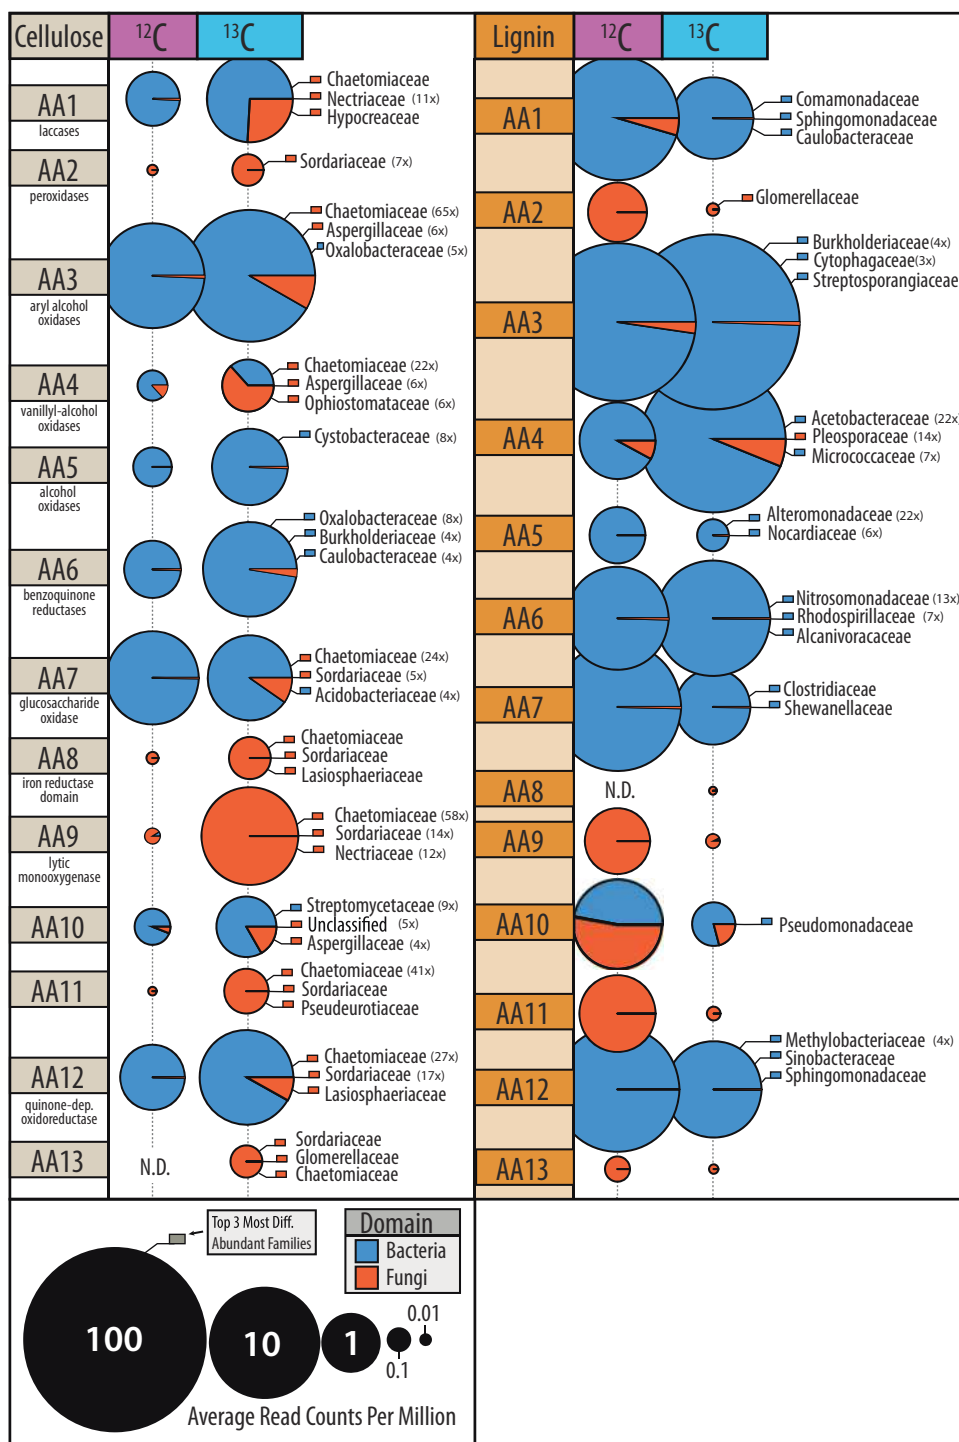 Cellulose 12C 13C
AA1
laccases
Chaetomiaceae
Nectriaceae (11x)
Hypocreaceae
AA2
peroxidases
Sordariaceae (7x)
AA3
aryl alcohol
oxidases
Chaetomiaceae (65x)
Aspergillaceae (6x)
Oxalobacteraceae (5x)
AA4
vanillyl-alcohol
oxidases
Chaetomiaceae (22x)
Aspergillaceae (6x)
Ophiostomataceae (6x)
AA5
alcohol
oxidases
Cystobacteraceae (8x)
AA6
benzoquinone
reductases
Oxalobacteraceae (8x)
Burkholderiaceae (4x)
Caulobacteraceae (4x)
AA7
glucosaccharide
oxidase
Chaetomiaceae (24x)
Sordariaceae (5x)
Acidobacteriaceae (4x)
AA8
iron reductase
domain
Chaetomiaceae
Sordariaceae
Lasiosphaeriaceae
AA9
lytic
monooxygenase
Chaetomiaceae (58x)
Sordariaceae (14x)
Nectriaceae (12x)
AA10
Streptomycetaceae (9x)
Unclassified (5x)
Aspergillaceae (4x)
AA11
Chaetomiaceae (41x)
Sordariaceae
Pseudeurotiaceae
AA12
quinone-dep.
oxidoreductase
Chaetomiaceae (27x)
Sordariaceae (17x)
Lasiosphaeriaceae
AA13
N.D.
Sordariaceae
Glomerellaceae
Chaetomiaceae
Lignin 12C 13C
AA1
Comamonadaceae
Sphingomonadaceae
Caulobacteraceae
AA2
Glomerellaceae
AA3
Burkholderiaceae (4x)
Cytophagaceae (3x)
Streptosporangiaceae
AA4
Acetobacteraceae (22x)
Pleosporaceae (14x)
Micrococcaceae (7x)
AA5
Alteromonadaceae (22x)
Nocardiaceae (6x)
AA6
Nitrosomonadaceae (13x)
Rhodospirillaceae (7x)
Alcanivoracaceae
AA7
Clostridiaceae
Shewanellaceae
AA8
N.D.
AA9
AA10
Pseudomonadaceae
AA11
AA12
Methylobacteriaceae (4x)
Sinobacteraceae
Sphingomonadaceae
AA13
Top 3 Most Diff.
Abundant Families
Domain
Bacteria
Fungi
100
10
1
0.1
0.01
Average Read Counts Per Million